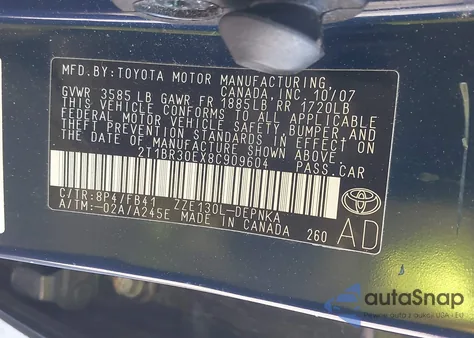 MFD.BY:TOYOTA MOTOR MANUFACTURING
CANADA, INC. 10/07
GVWR 3585 LB GAWR FR 1885LB RR 1720LB
THIS VEHICLE CONFORMS TO ALL APPLICABLE
FEDERAL MOTOR VEHICLE SAFETY, BUMPER, AND
THEFT PREVENTION STANDARDS IN EFFECT ON
THE DATE OF MANUFACTURE SHOWN ABOVE.
2T1BR30EX8C909604 PASS.CAR
C/TR:8P4/FB41 ZZE130L-DEPNKA
A/TM:-02A/A245E MADE IN CANADA 260
AD
autoSnap